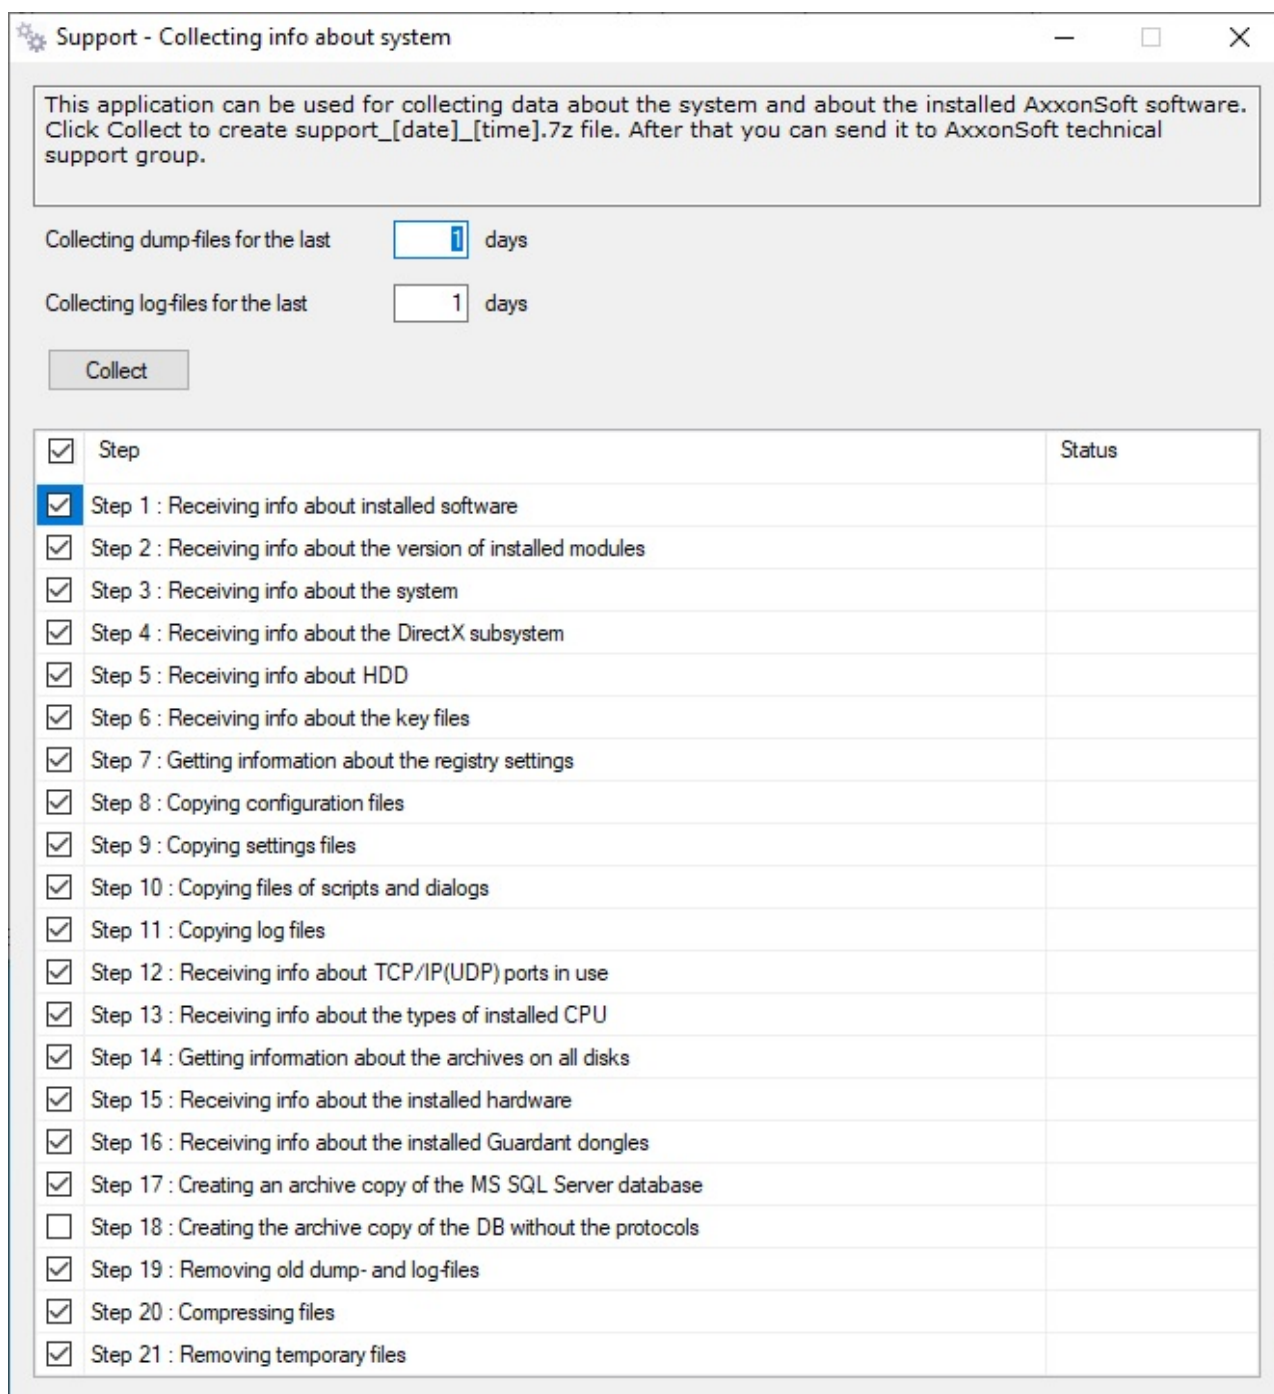 Support - Collecting info about system
This application can be used for collecting data about the system and about the installed AxxonSoft software.
Click Collect to create support_[date]_[time].7z file. After that you can send it to AxxonSoft technical
support group.
Collecting dump-files for the last 1 days
Collecting log-files for the last 1 days
Collect
Step Status
Step 1 : Receiving info about installed software
Step 2 : Receiving info about the version of installed modules
Step 3 : Receiving info about the system
Step 4 : Receiving info about the DirectX subsystem
Step 5 : Receiving info about HDD
Step 6 : Receiving info about the key files
Step 7 : Getting information about the registry settings
Step 8 : Copying configuration files
Step 9 : Copying settings files
Step 10 : Copying files of scripts and dialogs
Step 11 : Copying log files
Step 12 : Receiving info about TCP/IP(UDP) ports in use
Step 13 : Receiving info about the types of installed CPU
Step 14 : Getting information about the archives on all disks
Step 15 : Receiving info about the installed hardware
Step 16 : Receiving info about the installed Guardant dongles
Step 17 : Creating an archive copy of the MS SQL Server database
Step 18 : Creating the archive copy of the DB without the protocols
Step 19 : Removing old dump- and log-files
Step 20 : Compressing files
Step 21 : Removing temporary files